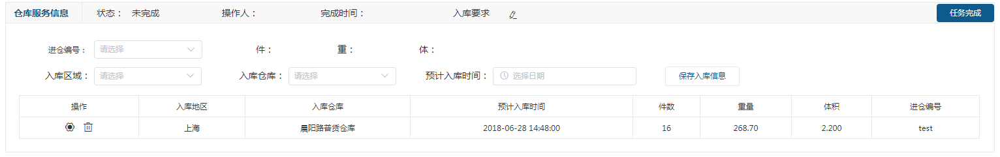 仓库服务信息 状态： 未完成 操作人： 完成时间： 入库要求 任务完成
进仓编号： 请选择 件： 重： 体：
入库区域： 请选择 入库仓库： 请选择 预计入库时间： 选择日期 保存入库信息
操作 入库地区 入库仓库 预计入库时间 件数 重量 体积 进仓编号
上海 晨阳路普货仓库 2018-06-28 14:48:00 16 268.70 2.200 test